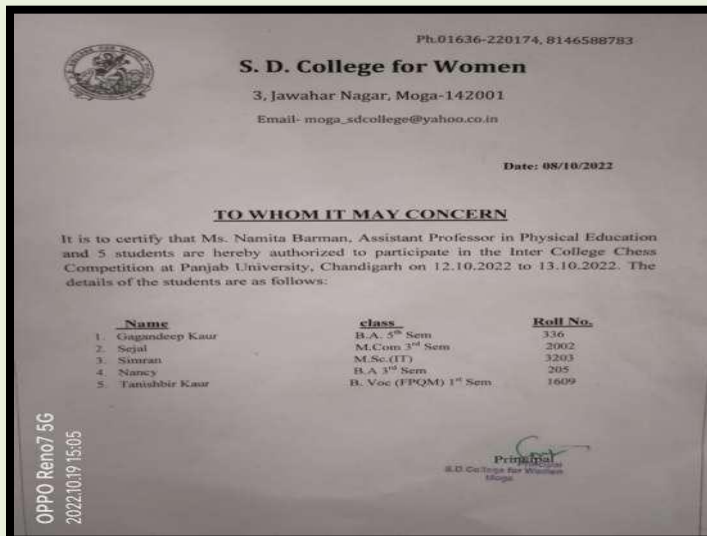 Ph.01636-220174, 8146588783
S. D. College for Women
3, Jawahar Nagar, Moga-142001
Email- moga_sdcollege@yahoo.co.in
Date: 08/10/2022
TO WHOM IT MAY CONCERN
It is to certify that Ms. Namita Barman, Assistant Professor in Physical Education
and 5 students are hereby authorized to participate in the Inter College Chess
Competition at Panjab University, Chandigarh on 12.10.2022 to 13.10.2022. The
details of the students are as follows:
Name class Roll No.
1. Gagandeep Kaur B.A. 5th Sem 336
2. Sejal M.Com 3rd Sem 2002
3. Simran M.Sc.(IT) 3203
4. Nancy B.A 3rd Sem 205
5. Tanishbir Kaur B. Voc (FPQM) 1st Sem 1609
Principal
Principal
S.D.College for Women
Moga
OPPO Reno7 5G
2022.10.19 15:05